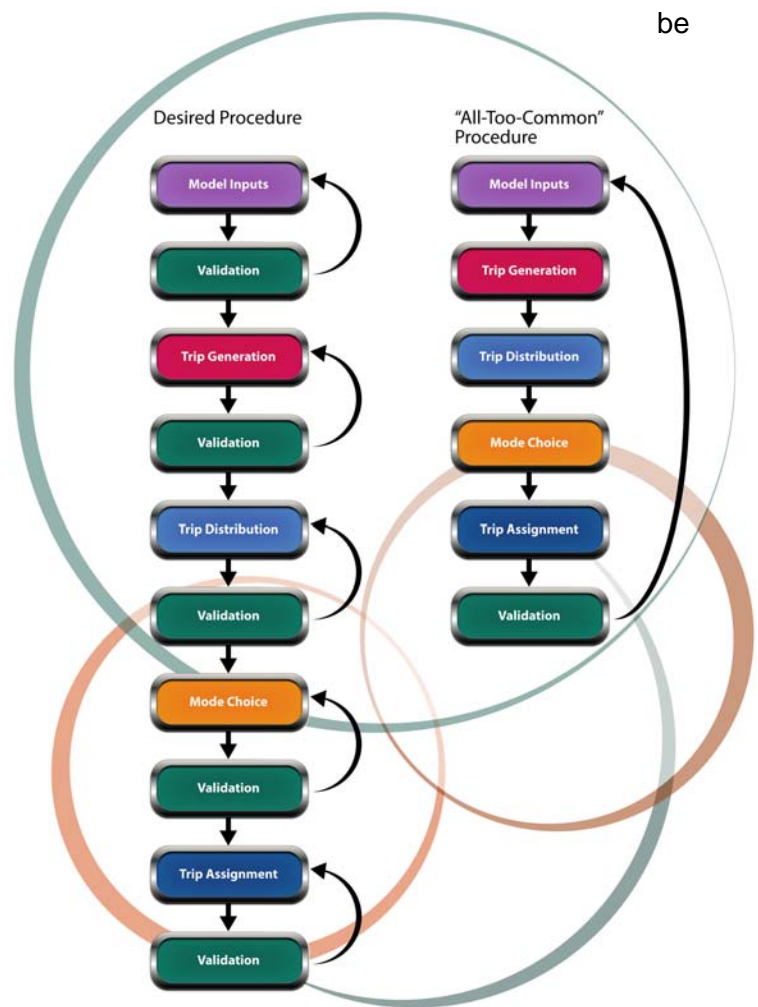 be
Desired Procedure
Model Inputs
Validation
Trip Generation
Validation
Trip Distribution
Validation
Mode Choice
Validation
Trip Assignment
Validation
“All-Too-Common”
Procedure
Model Inputs
Trip Generation
Trip Distribution
Mode Choice
Trip Assignment
Validation